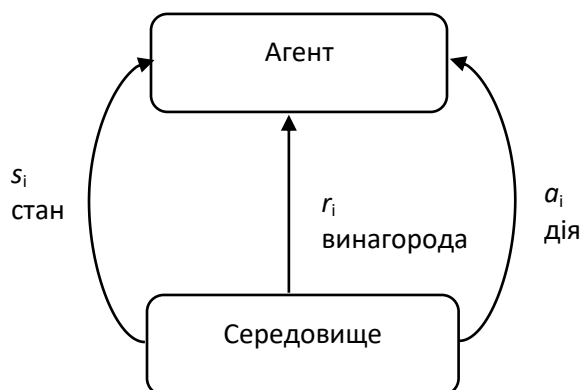 Агент
s_i
стан
r_i
винагорода
a_i
дія
Середовище